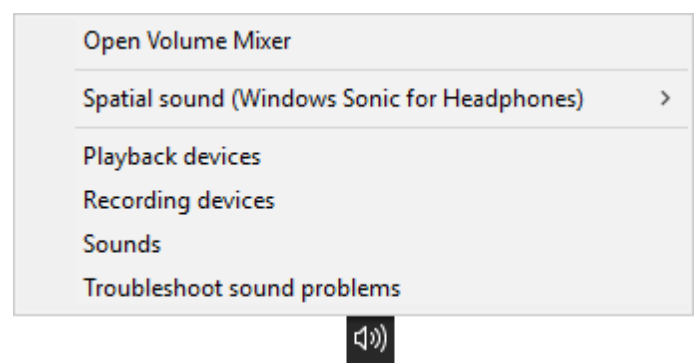 Open Volume Mixer
Spatial sound (Windows Sonic for Headphones)
Playback devices
Recording devices
Sounds
Troubleshoot sound problems